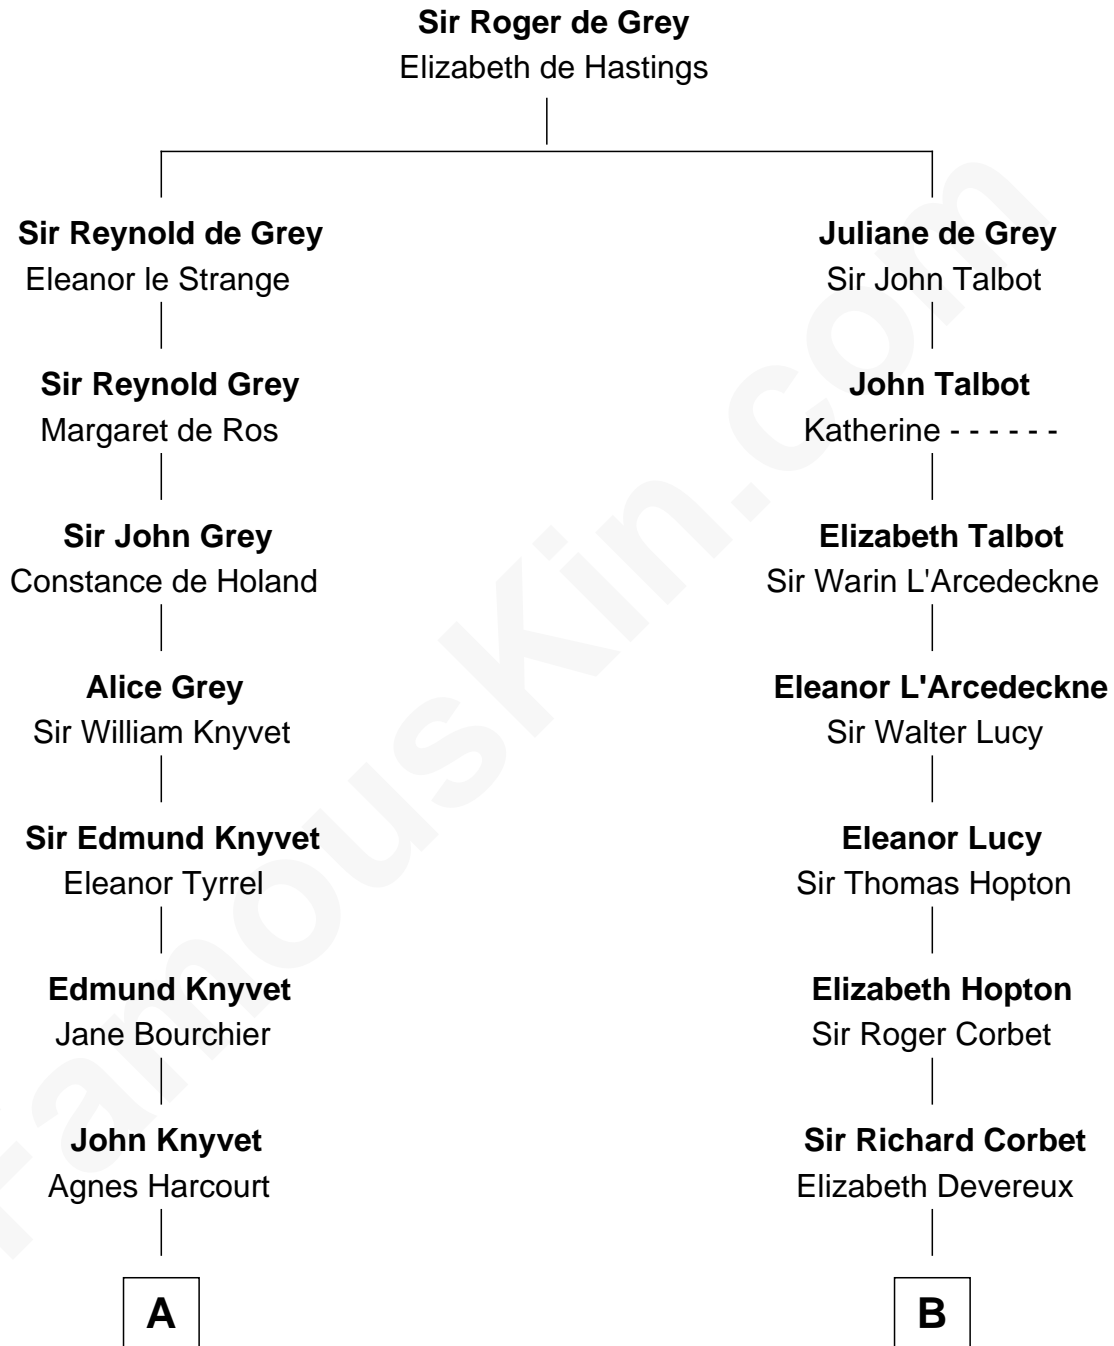 Sir Roger de Grey
Elizabeth de Hastings
Sir Reynold de Grey
Eleanor le Strange
Juliane de Grey
Sir John Talbot
Sir Reynold Grey
Margaret de Ros
John Talbot
Katherine - - - - - -
Sir John Grey
Constance de Holand
Elizabeth Talbot
Sir Warin L'Arcedeckne
Alice Grey
Sir William Knyvet
Eleanor L'Arcedeckne
Sir Walter Lucy
Sir Edmund Knyvet
Eleanor Tyrrel
Eleanor Lucy
Sir Thomas Hopton
Edmund Knyvet
Jane Bourchier
Elizabeth Hopton
Sir Roger Corbet
John Knyvet
Agnes Harcourt
Sir Richard Corbet
Elizabeth Devereux
A
B
FamousKin.com